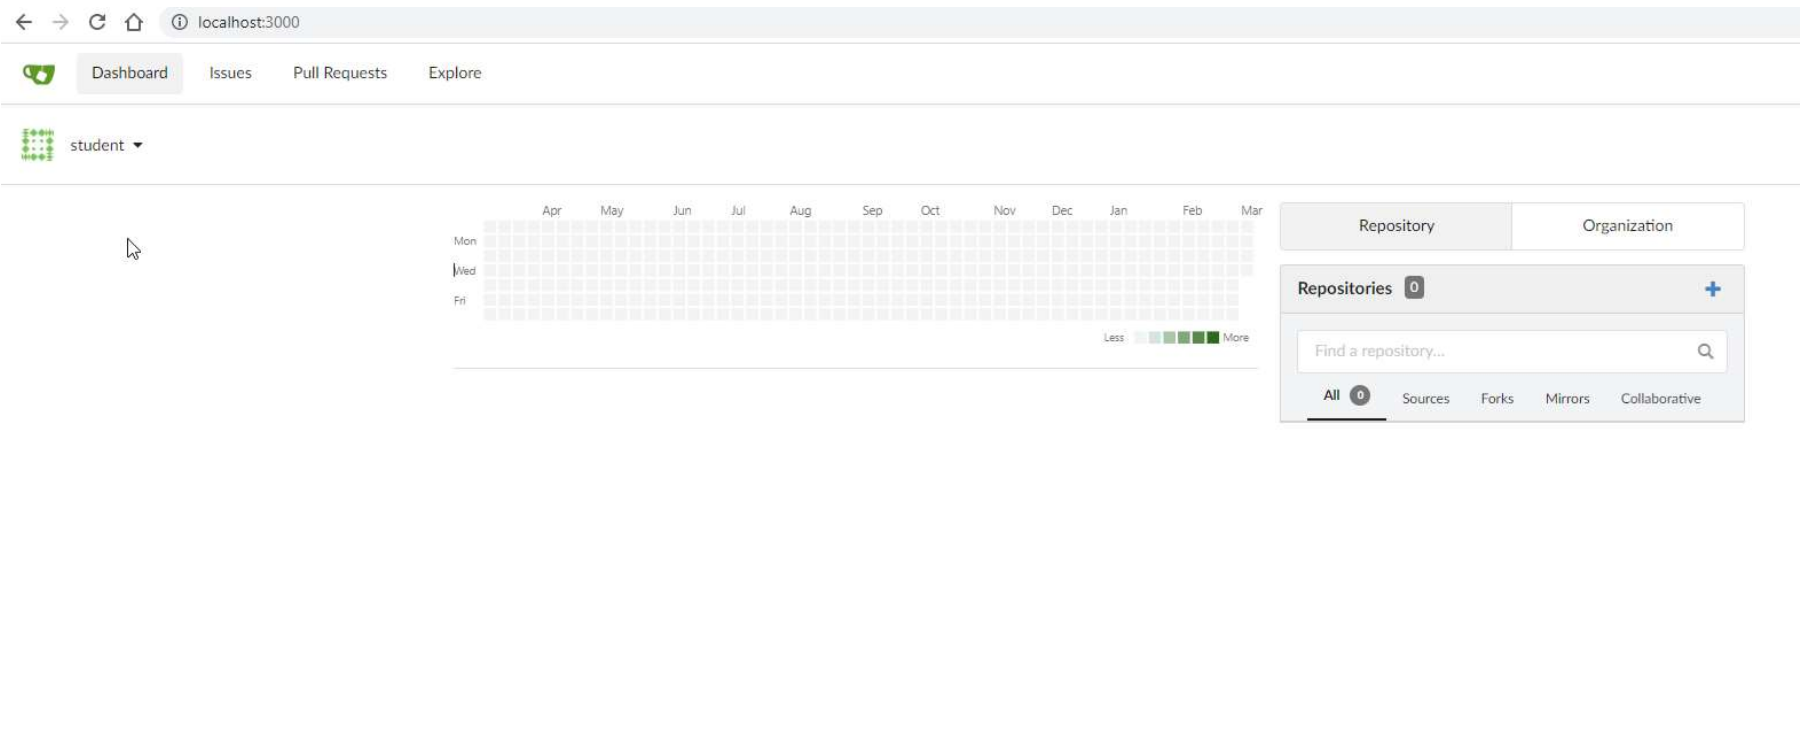 localhost:3000
Dashboard Issues Pull Requests Explore
student
Apr May Jun Jul Aug Sep Oct Nov Dec Jan Feb Mar
Mon
Wed
Fri
Less More
Repository Organization
Repositories 0
Find a repository...
All 0 Sources Forks Mirrors Collaborative